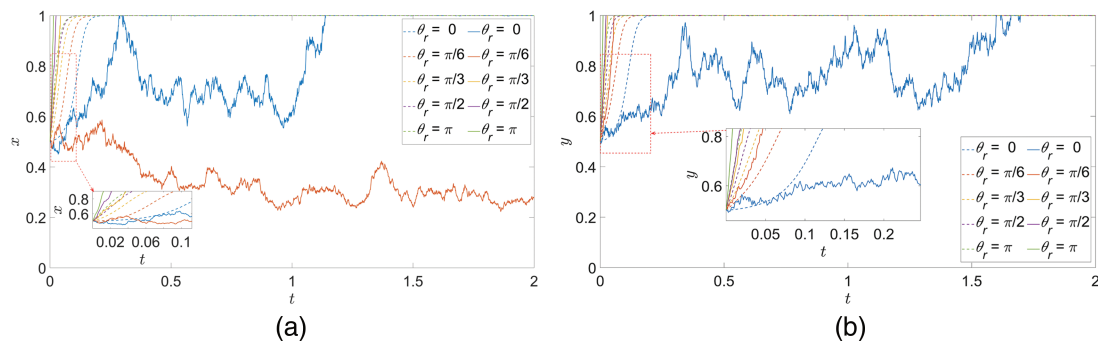 1
0.8
0.6
0.4
0.2
0
x
0
0.5
1
1.5
2
t
θr = 0 θr = 0
θr = π/6 θr = π/6
θr = π/3 θr = π/3
θr = π/2 θr = π/2
θr = π θr = π
0.8
0.6
x
0.02 0.06 0.1
t
(a)
1
0.8
0.6
0.4
0.2
0
y
0
0.5
1
1.5
2
t
0.8
0.6
y
0.05 0.1 0.15 0.2
t
θr = 0 θr = 0
θr = π/6 θr = π/6
θr = π/3 θr = π/3
θr = π/2 θr = π/2
θr = π θr = π
(b)